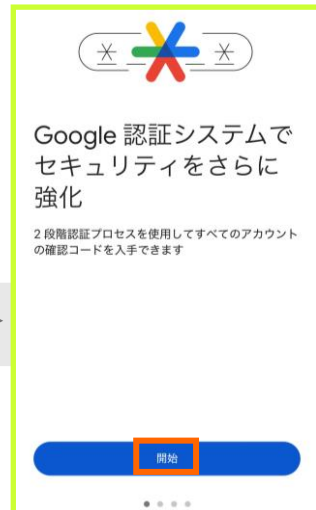 Google 認証システムで
セキュリティをさらに
強化
2 段階認証プロセスを使用してすべてのアカウント
の確認コードを入手できます
開始